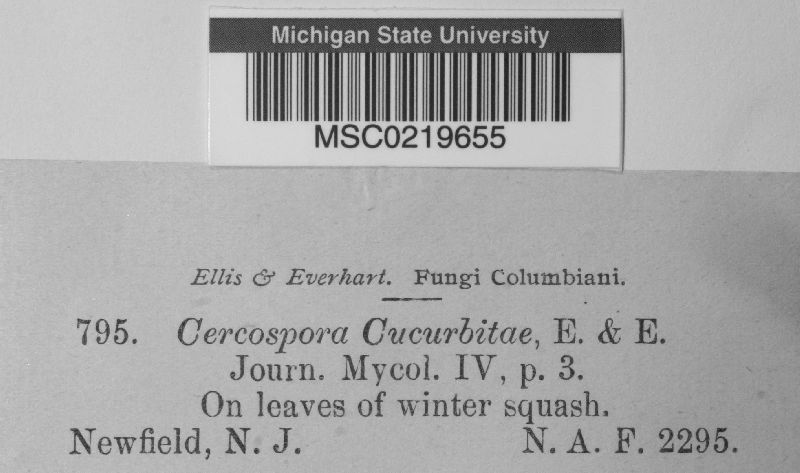 Michigan State University
MSC0219655
Ellis & Everhart. Fungi Columbiani.
795. Cercospora Cucurbitae, E. & E.
Journ. Mycol. IV, p. 3.
On leaves of winter squash.
Newfield, N. J. N. A. F. 2295.